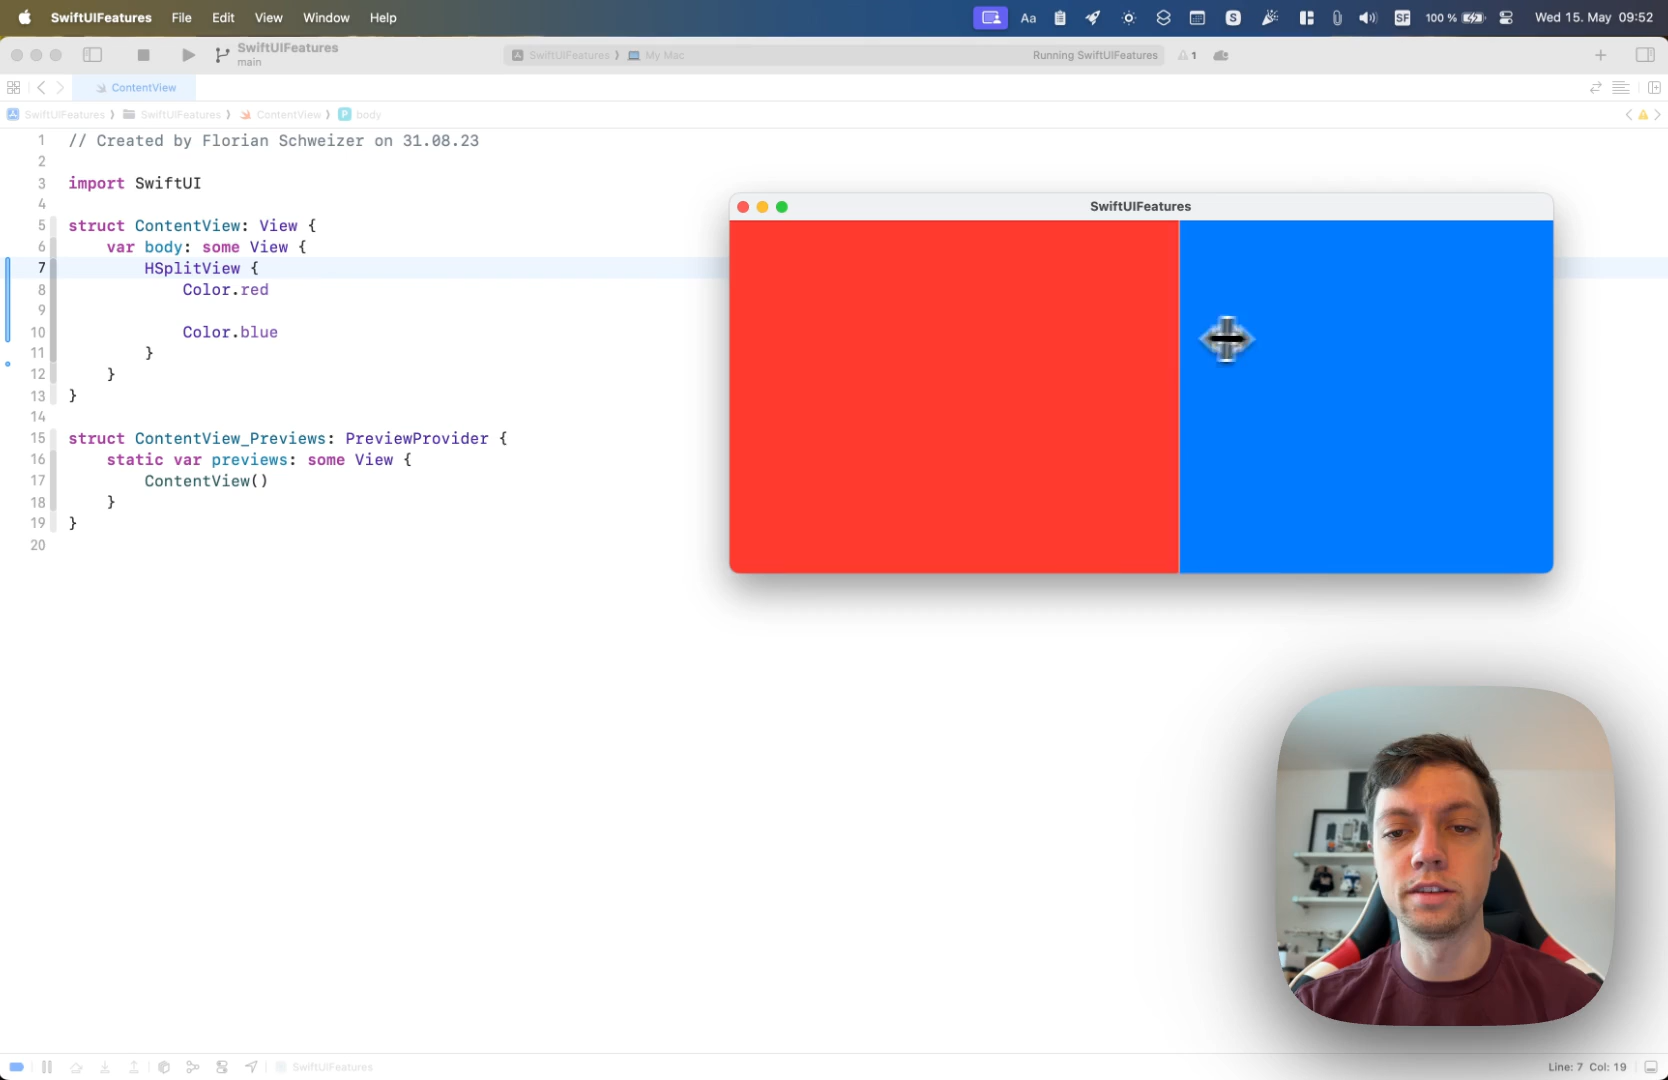 SwiftUIFeatures File Edit View Window Help
Aa S SF 100 % Wed 15. May 09:52
SwiftUIFeatures
main
SwiftUIFeatures ⟩ My Mac
Running SwiftUIFeatures 1
ContentView
SwiftUIFeatures ⟩ SwiftUIFeatures ⟩ ContentView ⟩ P body
1 // Created by Florian Schweizer on 31.08.23
2
3 import SwiftUI
4
5 struct ContentView: View {
6 var body: some View {
7 HSplitView {
8 Color.red
9
10 Color.blue
11 }
12 }
13 }
14
15 struct ContentView_Previews: PreviewProvider {
16 static var previews: some View {
17 ContentView()
18 }
19 }
20
SwiftUIFeatures
SwiftUIFeatures
Line: 7 Col: 19